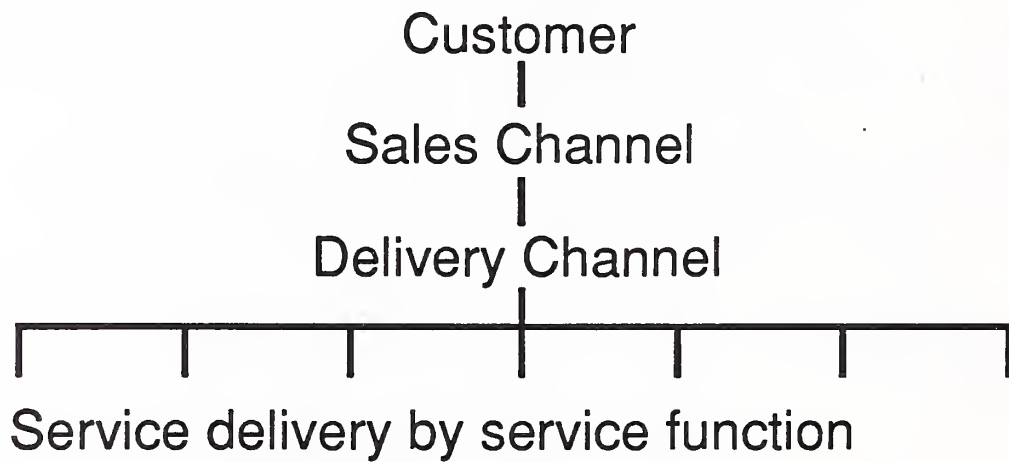 Customer
Sales Channel
Delivery Channel
Service delivery by service function